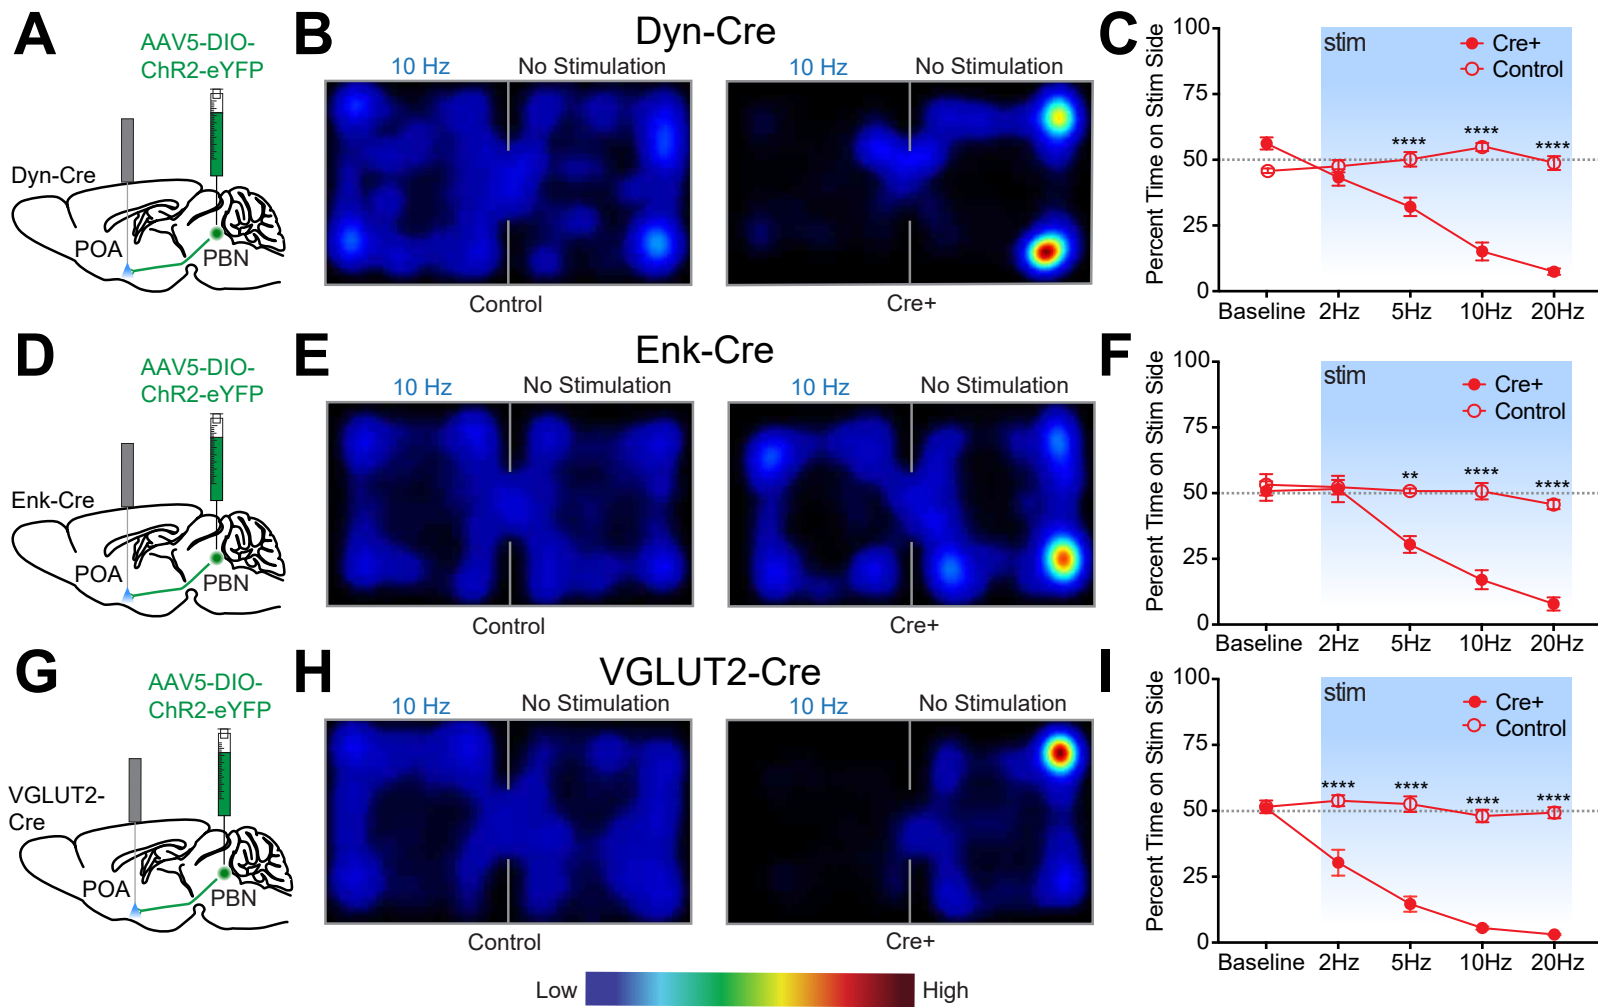 A
AAV5-DIO-
ChR2-eYFP
Dyn-Cre
POA
PBN
B
Dyn-Cre
10 Hz
No Stimulation
10 Hz
No Stimulation
Control
Cre+
C
Percent Time on Stim Side
100
75
50
25
0
stim
Cre+
Control
****
****
****
Baseline
2Hz
5Hz
10Hz
20Hz
D
AAV5-DIO-
ChR2-eYFP
Enk-Cre
POA
PBN
E
Enk-Cre
10 Hz
No Stimulation
10 Hz
No Stimulation
Control
Cre+
F
Percent Time on Stim Side
100
75
50
25
0
stim
Cre+
Control
**
****
****
Baseline
2Hz
5Hz
10Hz
20Hz
G
AAV5-DIO-
ChR2-eYFP
VGLUT2-
Cre
POA
PBN
H
VGLUT2-Cre
10 Hz
No Stimulation
10 Hz
No Stimulation
Control
Cre+
I
Percent Time on Stim Side
100
75
50
25
0
stim
Cre+
Control
****
****
****
****
Baseline
2Hz
5Hz
10Hz
20Hz
Low
High